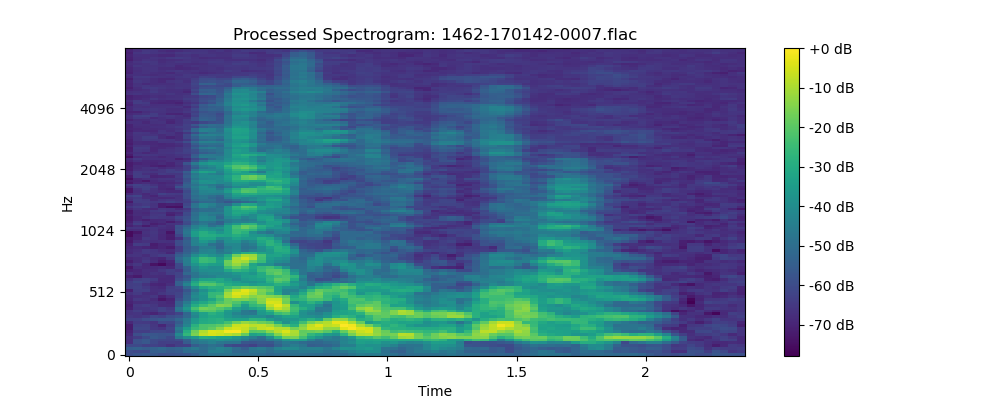 Processed Spectrogram: 1462-170142-0007.flac
+0 dB
4096
-10 dB
-20 dB
2048
-30 dB
Hz
1024
-40 dB
-50 dB
512
-60 dB
-70 dB
0
0 0.5 1 1.5 2
Time